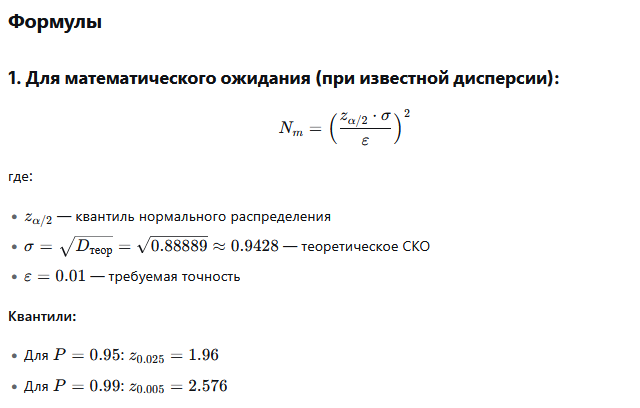 Формулы
1. Для математического ожидания (при известной дисперсии):
$N_m = \left( \frac{z_{\alpha/2} \cdot \sigma}{\varepsilon} \right)^2$
где:
• $z_{\alpha/2}$ — квантиль нормального распределения
• $\sigma = \sqrt{D_{\text{теор}}} = \sqrt{0.88889} \approx 0.9428$ — теоретическое СКО
• $\varepsilon = 0.01$ — требуемая точность
Квантили:
• Для $P = 0.95$: $z_{0.025} = 1.96$
• Для $P = 0.99$: $z_{0.005} = 2.576$